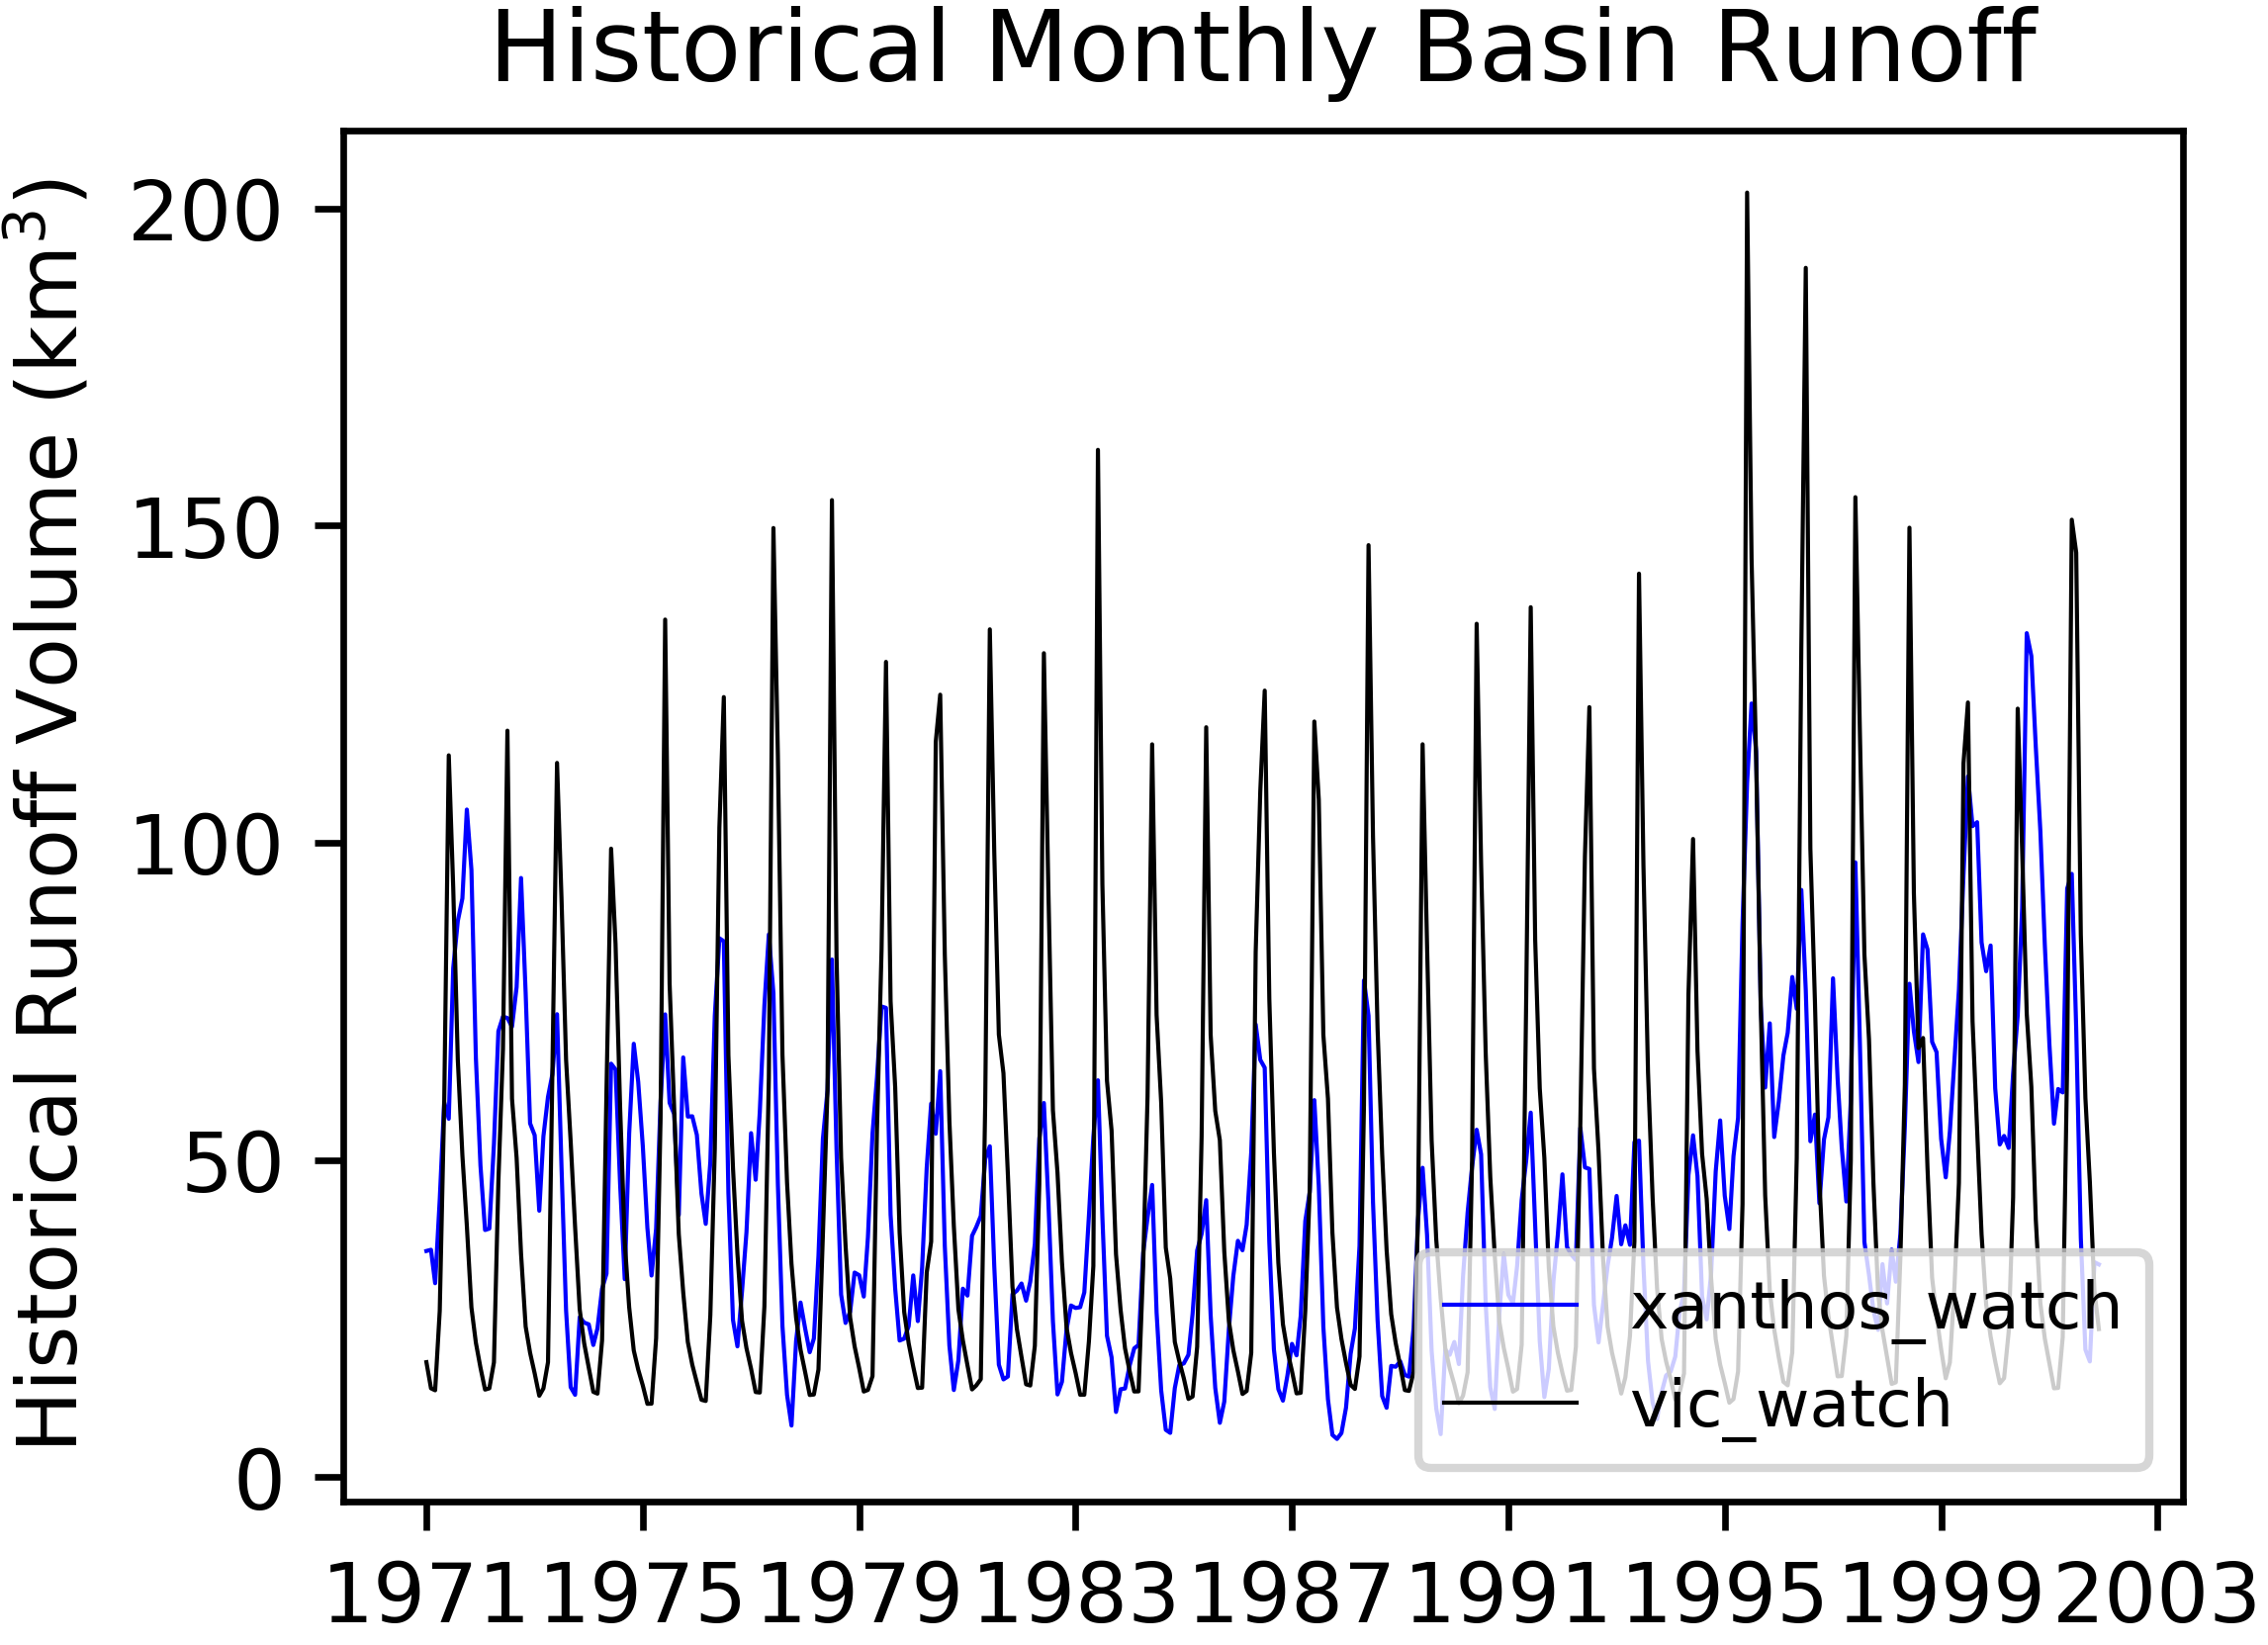 Historical Monthly Basin Runoff
Historical Runoff Volume (km³)
200
150
100
50
0
xanthos_watch
vic_watch
1971 1975 1979 1983 1987 1991 1995 1999 2003